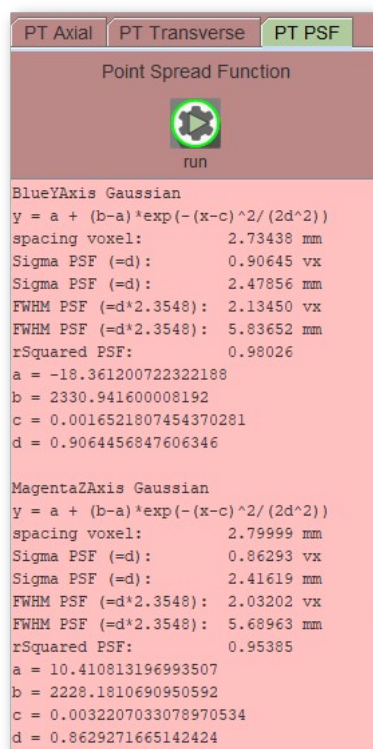 PT Axial PT Transverse PT PSF
Point Spread Function
run
BlueYAxis Gaussian
y = a + (b-a)*exp(-(x-c)^2/(2d^2))
spacing voxel: 2.73438 mm
Sigma PSF (=d): 0.90645 vx
Sigma PSF (=d): 2.47856 mm
FWHM PSF (=d*2.3548): 2.13450 vx
FWHM PSF (=d*2.3548): 5.83652 mm
rSquared PSF: 0.98026
a = -18.361200722322188
b = 2330.941600008192
c = 0.0016521807454370281
d = 0.9064456847606346
MagentaZAxis Gaussian
y = a + (b-a)*exp(-(x-c)^2/(2d^2))
spacing voxel: 2.79999 mm
Sigma PSF (=d): 0.86293 vx
Sigma PSF (=d): 2.41619 mm
FWHM PSF (=d*2.3548): 2.03202 vx
FWHM PSF (=d*2.3548): 5.68963 mm
rSquared PSF: 0.95385
a = 10.410813196993507
b = 2228.1810690950592
c = 0.0032207033078970534
d = 0.8629271665142424